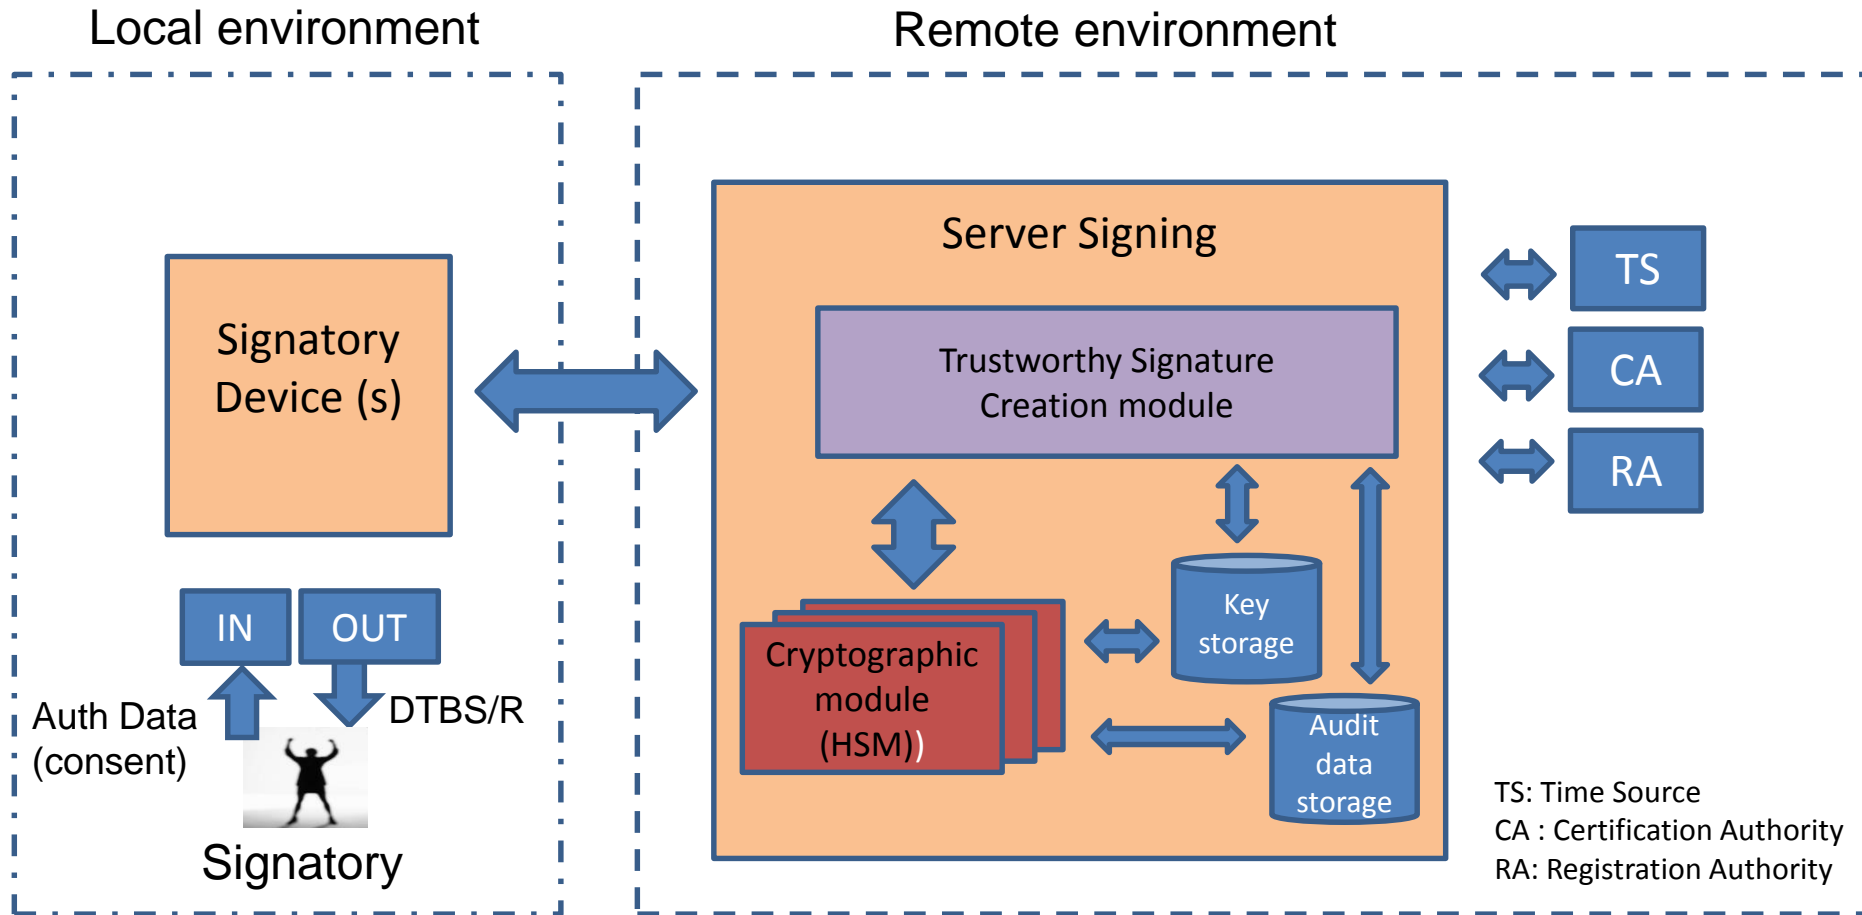 Local environment
Remote environment
Signatory
Device (s)
IN
OUT
Auth Data
(consent)
DTBS/R
Signatory
Server Signing
Trustworthy Signature
Creation module
Cryptographic
module
(HSM))
Key
storage
Audit
data
storage
TS
CA
RA
TS: Time Source
CA : Certification Authority
RA: Registration Authority